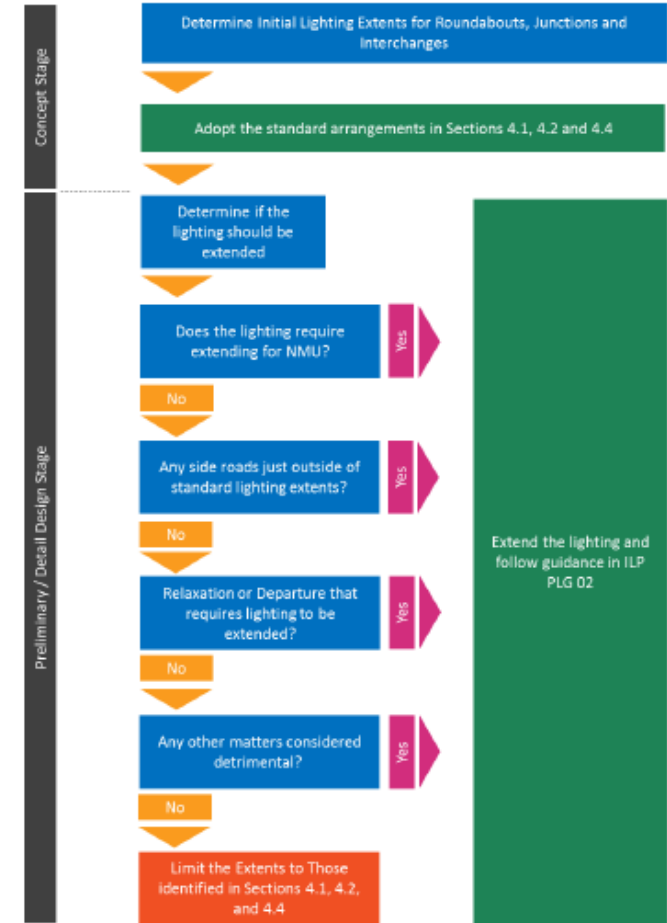 Concept Stage
Determine Initial Lighting Extents for Roundabouts, Junctions and
Interchanges
Adopt the standard arrangements in Sections 4.1, 4.2 and 4.4
Preliminary / Detail Design Stage
Determine if the
lighting should be
extended
Does the lighting require
extending for NMU?
Yes
No
Any side roads just outside of
standard lighting extents?
Yes
No
Relaxation or Departure that
requires lighting to be
extended?
Yes
No
Any other matters considered
detrimental?
Yes
No
Limit the Extents to Those
identified in Sections 4.1, 4.2,
and 4.4
Extend the lighting and
follow guidance in ILP
PLG 02